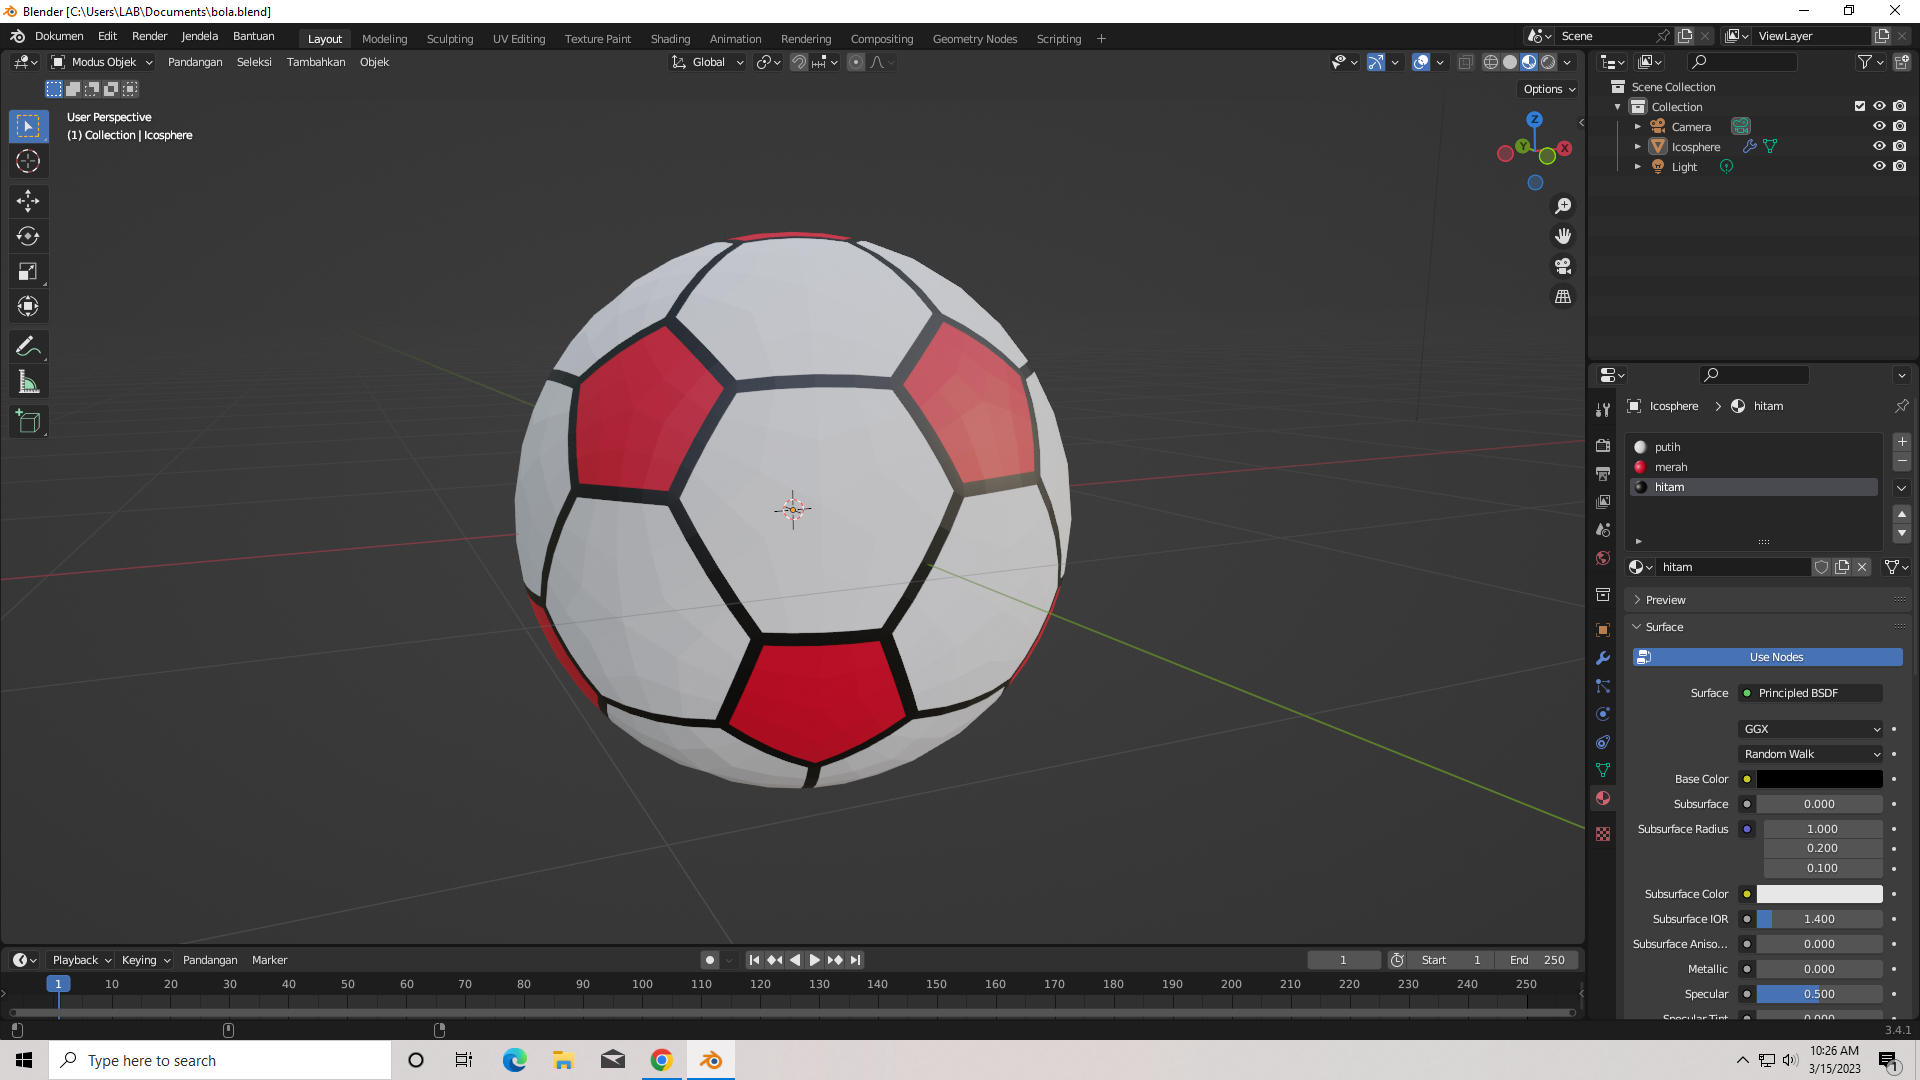 Blender [C:\Users\LAB\Documents\bola.blend]
Dokumen Edit Render Jendela Bantuan Layout Modeling Sculpting UV Editing Texture Paint Shading Animation Rendering Compositing Geometry Nodes Scripting + Scene ViewLayer
Modus Objek Pandangan Seleksi Tambahkan Objek Global
Options
User Perspective
(1) Collection | Icosphere
Z
Y
X
Scene Collection
Collection
Camera
Icosphere
Light
Icosphere > hitam
putih
merah
hitam
hitam
Preview
Surface
Use Nodes
Surface Principled BSDF
GGX
Random Walk
Base Color
Subsurface 0.000
Subsurface Radius 1.000
0.200
0.100
Subsurface Color
Subsurface IOR 1.400
Subsurface Aniso... 0.000
Metallic 0.000
Specular 0.500
Specular Tint 0.000
Playback Keying Pandangan Marker 1 Start 1 End 250
1 10 20 30 40 50 60 70 80 90 100 110 120 130 140 150 160 170 180 190 200 210 220 230 240 250
3.4.1
Type here to search
10:26 AM
3/15/2023
1